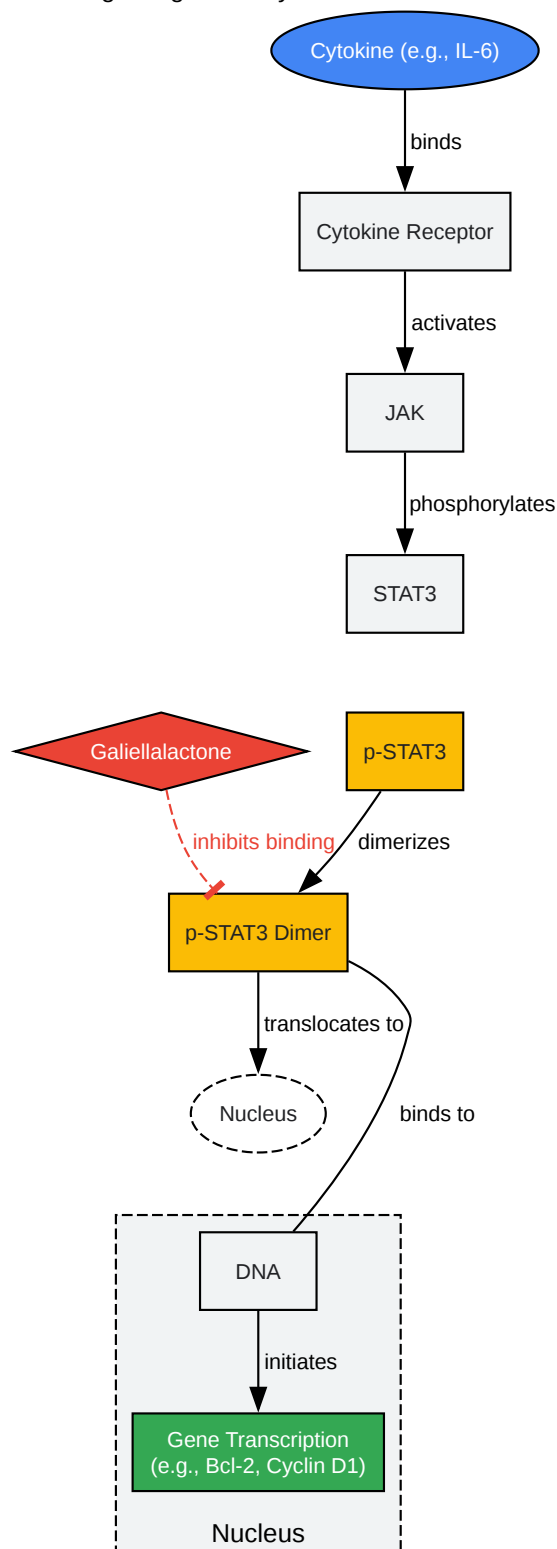 Cytokine (e.g., IL-6)
binds
Cytokine Receptor
activates
JAK
phosphorylates
STAT3
Galiellalactone
p-STAT3
inhibits binding
dimerizes
p-STAT3 Dimer
translocates to
Nucleus
binds to
DNA
initiates
Gene Transcription
(e.g., Bcl-2, Cyclin D1)
Nucleus